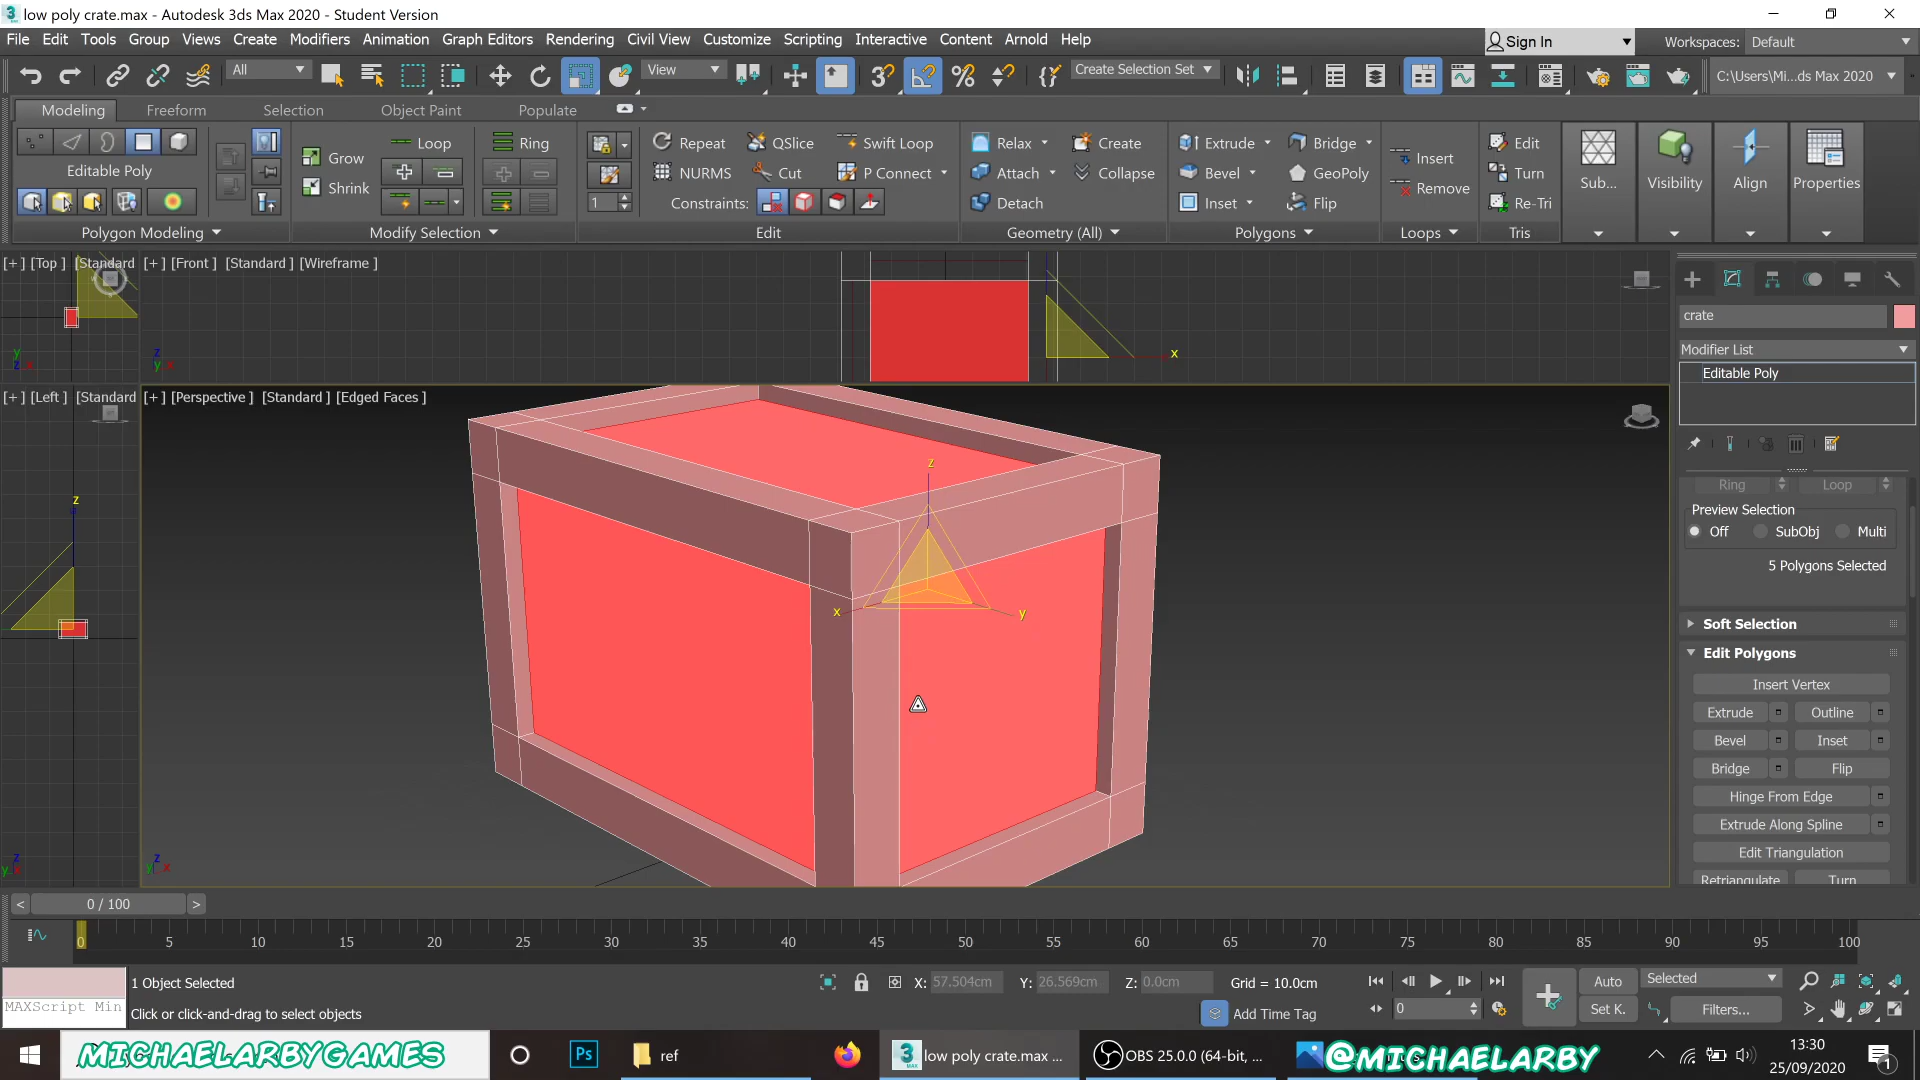 low poly crate.max - Autodesk 3ds Max 2020 - Student Version
File Edit Tools Group Views Create Modifiers Animation Graph Editors Rendering Civil View Customize Scripting Interactive Content Arnold Help
Sign In Workspaces: Default
All View Create Selection Set C:\Users\Mi...ds Max 2020
Modeling Freeform Selection Object Paint Populate
Loop Ring Repeat QSlice Swift Loop Relax Create Extrude Bridge Edit
Grow Insert
Editable Poly NURMS Cut P Connect Attach Collapse Bevel GeoPoly Turn
Shrink Remove Sub... Visibility Align Properties
1 Constraints: Detach Inset Flip Re-Tri
Polygon Modeling Modify Selection Edit Geometry (All) Polygons Loops Tris
[+] [Top ] [Standard [+] [Front ] [Standard ] [Wireframe ]
crate
Modifier List
Editable Poly
y z x z y x x
[+] [Left ] [Standard [+] [Perspective ] [Standard ] [Edged Faces ]
z
z
x y
z y x z y x
Ring Loop
Preview Selection
Off SubObj Multi
5 Polygons Selected
Soft Selection
Edit Polygons
Insert Vertex
Extrude Outline
Bevel Inset
Bridge Flip
Hinge From Edge
Extrude Along Spline
Edit Triangulation
Retriangulate Turn
< 0 / 100 >
0 5 10 15 20 25 30 35 40 45 50 55 60 65 70 75 80 85 90 95 100
1 Object Selected X: 57.504cm Y: 26.569cm Z: 0.0cm Grid = 10.0cm Auto Selected
MAXScript Min Click or click-and-drag to select objects Add Time Tag 0 Set K. Filters...
MICHAELARBYGAMES Ps ref 3 MAX low poly crate.max ... OBS 25.0.0 (64-bit, ... @MICHAELARBY 13:30
25/09/2020 1